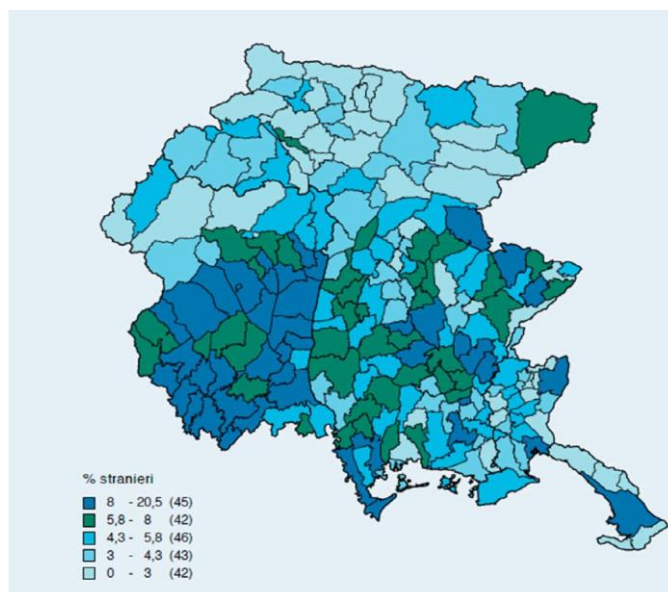 % stranieri
8 - 20,5 (45)
5,8 - 8 (42)
4,3 - 5,8 (46)
3 - 4,3 (43)
0 - 3 (42)